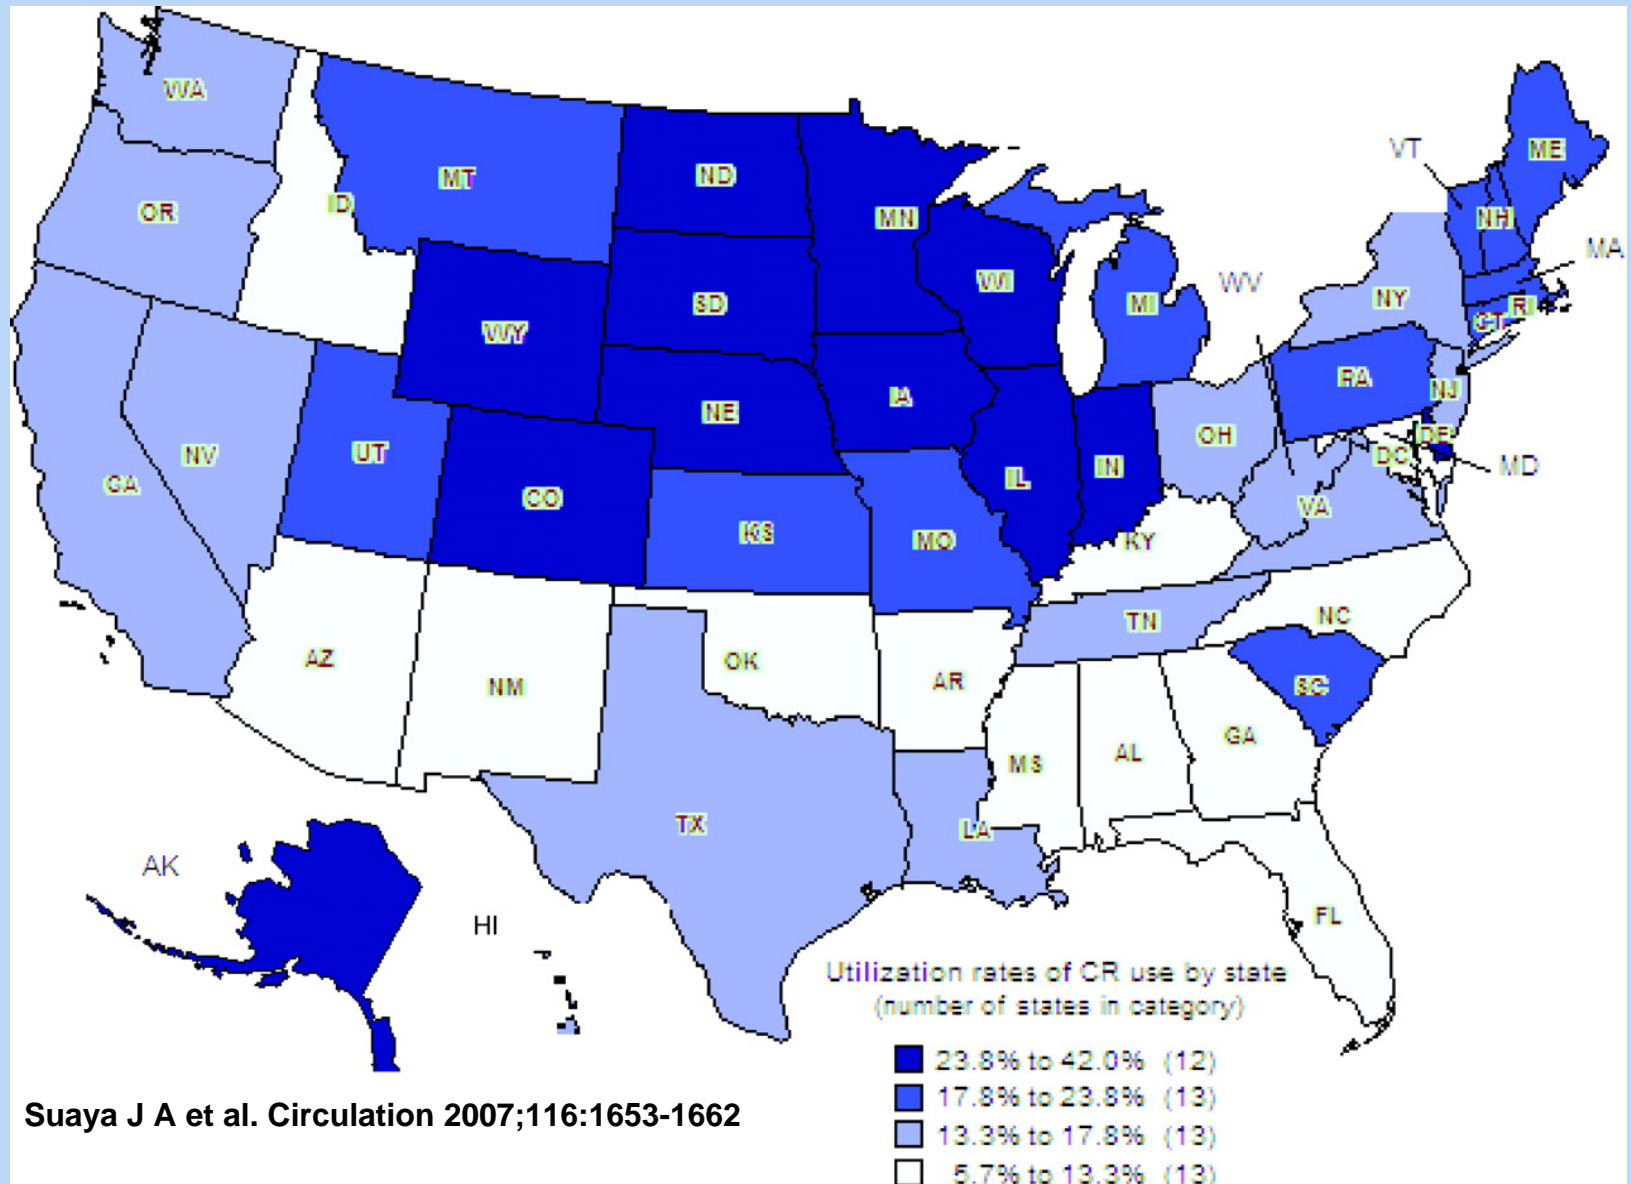 WA
MT
ND
MN
VT
ME
OR
ID
NH
MA
SD
WI
MI
WV
NY
RI
WY
CT
IA
PA
NE
NJ
NV
UT
OH
DE
CA
CO
IL
IN
DC
MD
KS
MO
KY
VA
AZ
NM
OK
AR
TN
NC
SC
MS
AL
GA
TX
LA
FL
AK
HI
Utilization rates of CR use by state
(number of states in category)
23.8% to 42.0% (12)
17.8% to 23.8% (13)
13.3% to 17.8% (13)
5.7% to 13.3% (13)
Suaya J A et al. Circulation 2007;116:1653-1662